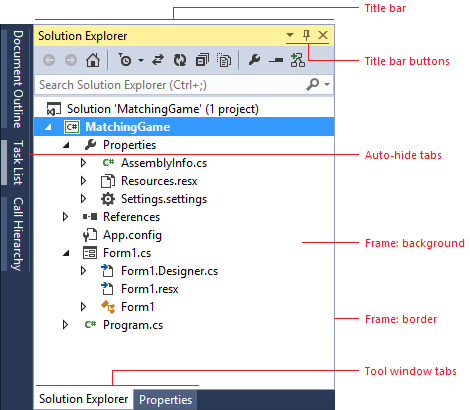 Title bar
Solution Explorer
Title bar buttons
Search Solution Explorer (Ctrl+;)
Solution 'MatchingGame' (1 project)
C# MatchingGame
Properties
C# AssemblyInfo.cs
Resources.resx
Settings.settings
References
App.config
Form1.cs
Form1.Designer.cs
Form1.resx
Form1
C# Program.cs
Document Outline
Task List
Call Hierarchy
Auto-hide tabs
Frame: background
Frame: border
Tool window tabs
Solution Explorer
Properties